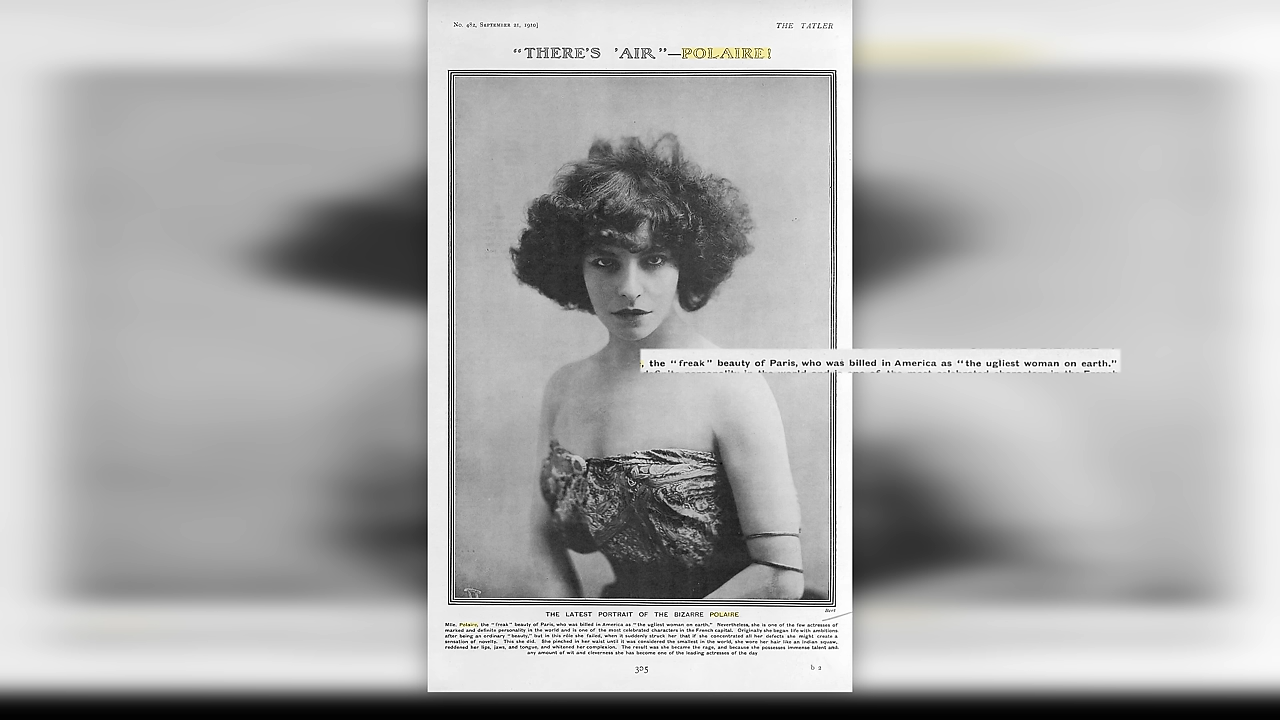 No. 482, September 21, 1910]
THE TATLER
"THERE'S 'AIR"—POLAIRE!
, the "freak" beauty of Paris, who was billed in America as "the ugliest woman on earth."
Bert
THE LATEST PORTRAIT OF THE BIZARRE POLAIRE
Mlle. Polaire, the "freak" beauty of Paris, who was billed in America as "the ugliest woman on earth." Nevertheless, she is one of the few actresses of
marked and definite personality in the world and is one of the most celebrated characters in the French capital. Originally she began life with ambitions
after being an ordinary "beauty," but in this rôle she failed, when it suddenly struck her that if she concentrated all her defects she might create a
sensation of novelty. This she did. She pinched in her waist until it was considered the smallest in the world, she wore her hair like an Indian squaw,
reddened her lips, jaws, and tongue, and whitened her complexion. The result was she became the rage, and because she possesses immense talent and
any amount of wit and cleverness she has become one of the leading actresses of the day
305
b 2